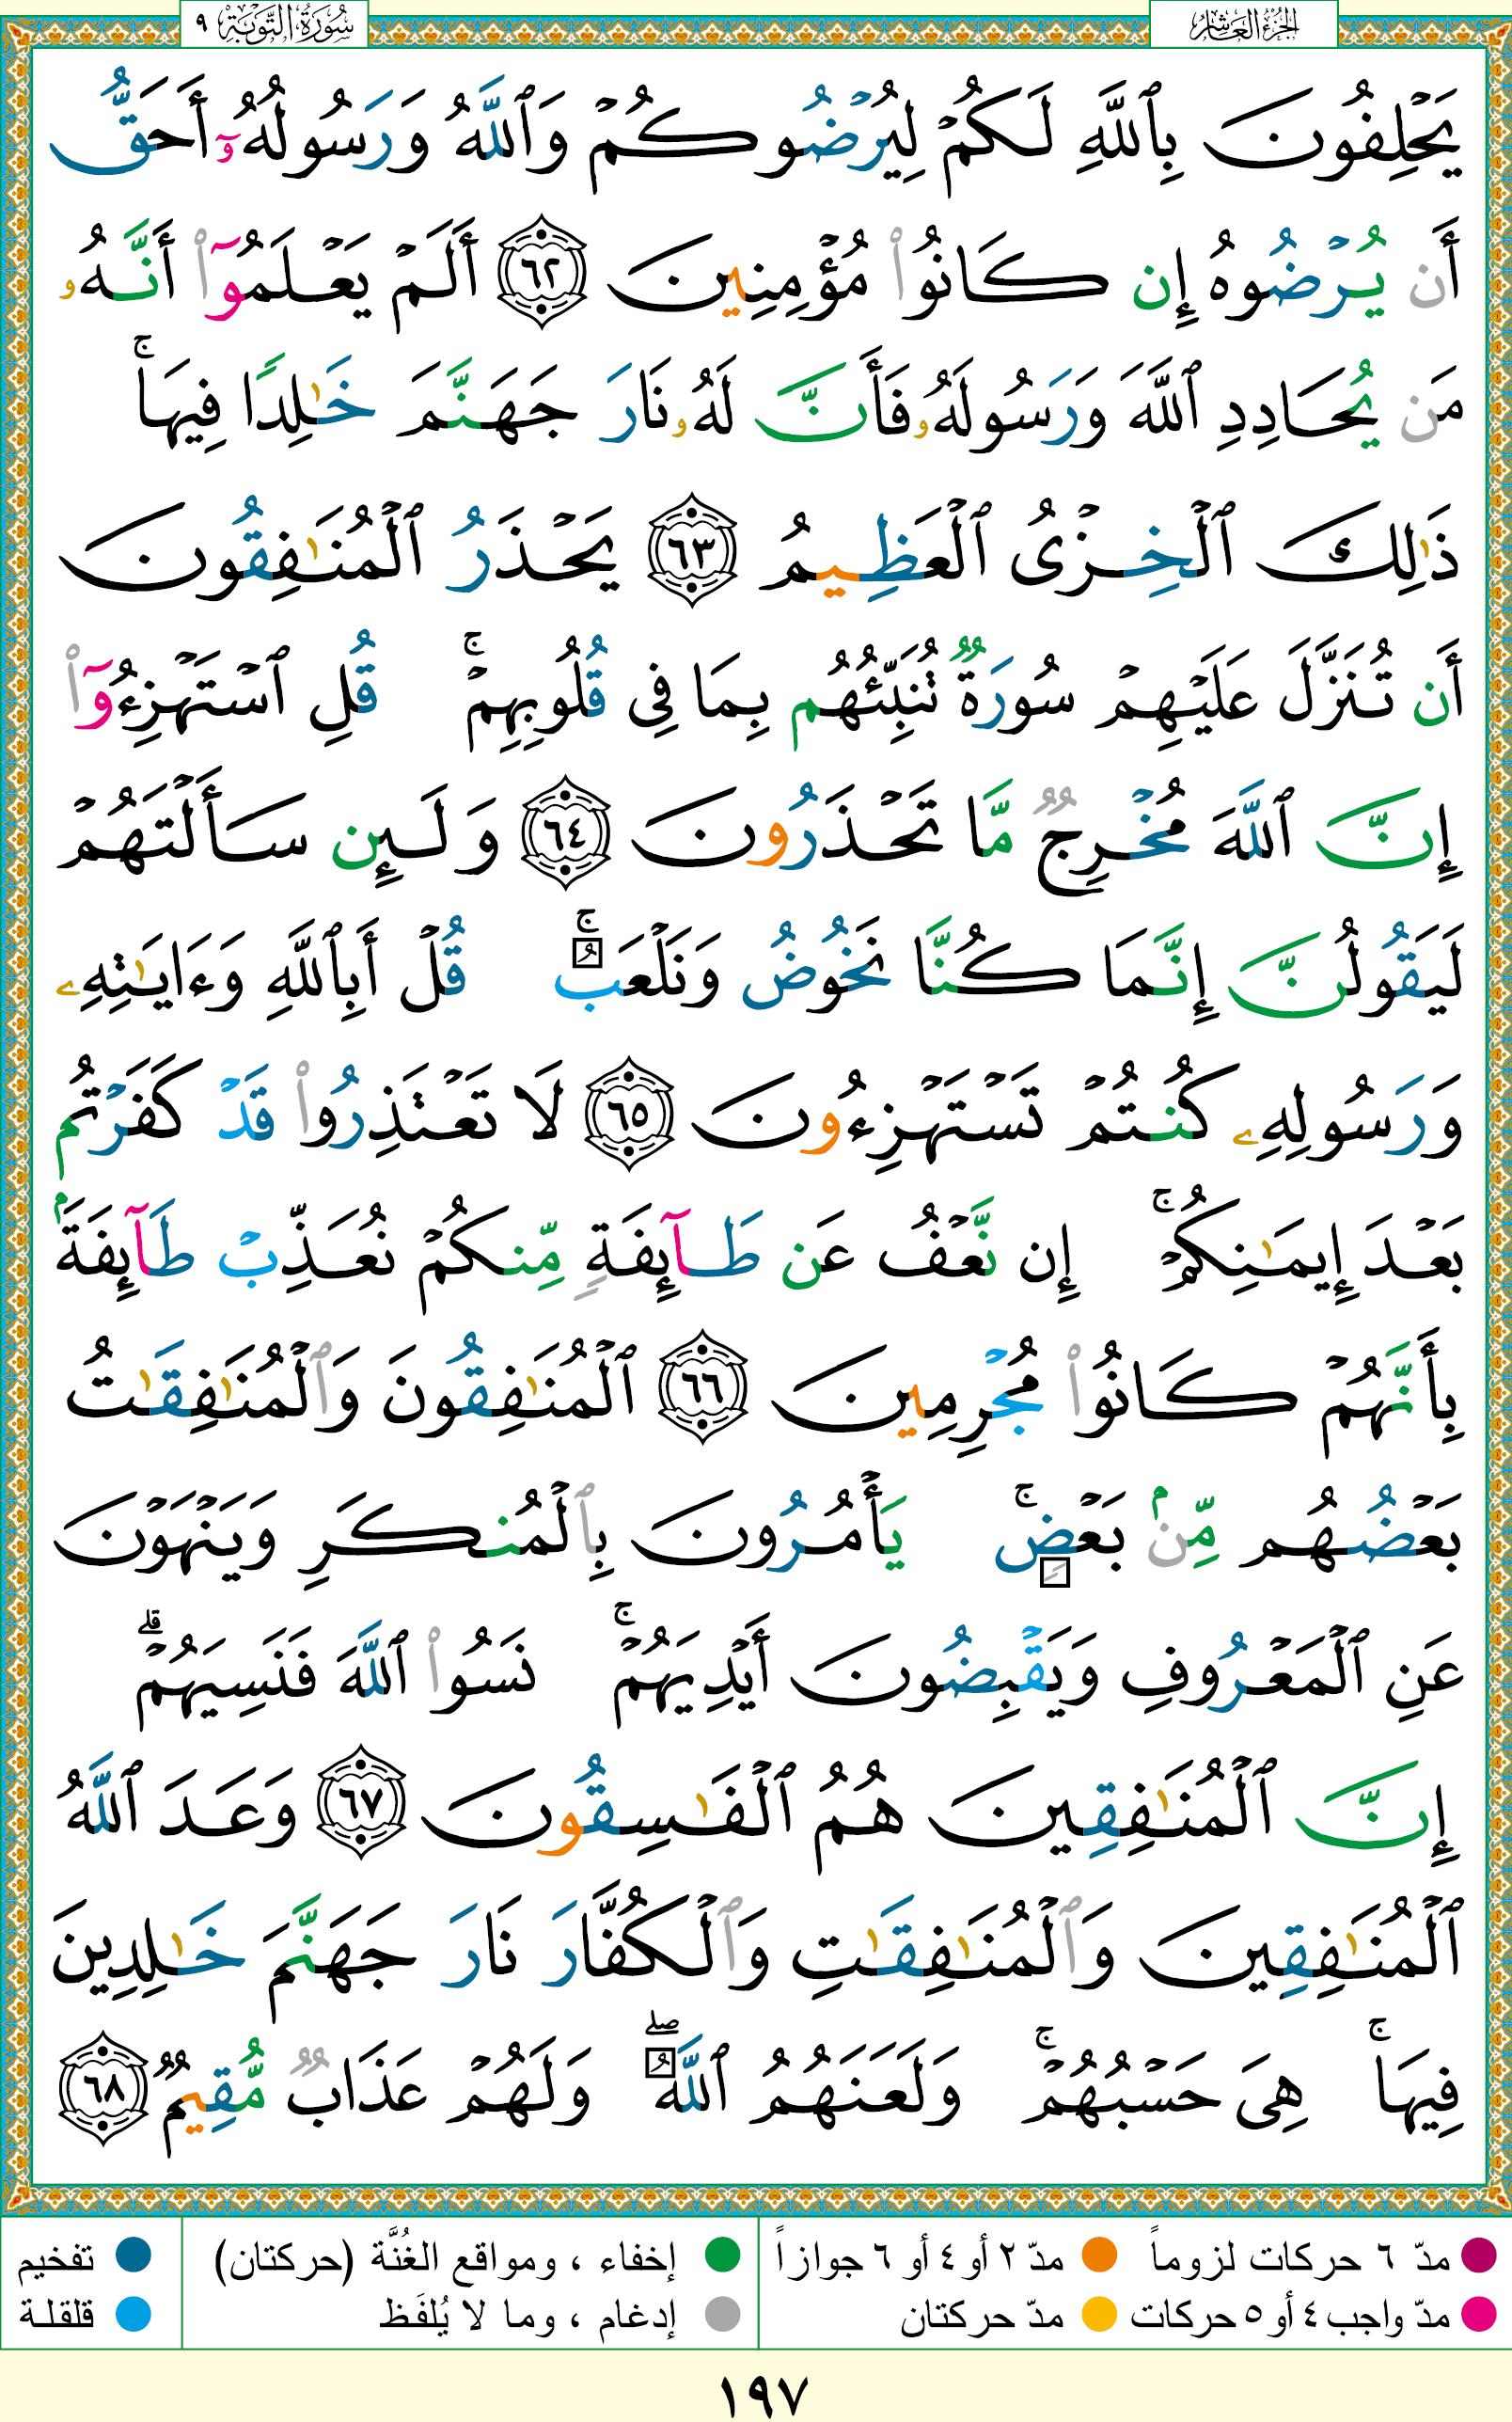 الجزء العاشر
سورة التوبة ٩
يَحۡلِفُونَ بِٱللَّهِ لَكُمۡ لِيُرۡضُوكُمۡ وَٱللَّهُ وَرَسُولُهُۥٓ أَحَقُّ
أَن يُرۡضُوهُ إِن كَانُواْ مُؤۡمِنِينَ ٦٢ أَلَمۡ يَعۡلَمُوٓاْ أَنَّهُۥ
مَن يُحَادِدِ ٱللَّهَ وَرَسُولَهُۥ فَأَنَّ لَهُۥ نَارَ جَهَنَّمَ خَٰلِدٗا فِيهَاۚ
ذَٰلِكَ ٱلۡخِزۡيُ ٱلۡعَظِيمُ ٦٣ يَحۡذَرُ ٱلۡمُنَٰفِقُونَ
أَن تُنَزَّلَ عَلَيۡهِمۡ سُورَةٞ تُنَبِّئُهُم بِمَا فِي قُلُوبِهِمۡۚ قُلِ ٱسۡتَهۡزِءُوٓاْ
إِنَّ ٱللَّهَ مُخۡرِجٞ مَّا تَحۡذَرُونَ ٦٤ وَلَئِن سَأَلۡتَهُمۡ
لَيَقُولُنَّ إِنَّمَا كُنَّا نَخُوضُ وَنَلۡعَبُۚ قُلۡ أَبِٱللَّهِ وَءَايَٰتِهِۦ
وَرَسُولِهِۦ كُنتُمۡ تَسۡتَهۡزِءُونَ ٦٥ لَا تَعۡتَذِرُواْ قَدۡ كَفَرۡتُم
بَعۡدَ إِيمَٰنِكُمۡۚ إِن نَّعۡفُ عَن طَآئِفَةٖ مِّنكُمۡ نُعَذِّبۡ طَآئِفَةَۢ
بِأَنَّهُمۡ كَانُواْ مُجۡرِمِينَ ٦٦ ٱلۡمُنَٰفِقُونَ وَٱلۡمُنَٰفِقَٰتُ
بَعۡضُهُم مِّنۢ بَعۡضٖۚ يَأۡمُرُونَ بِٱلۡمُنكَرِ وَيَنۡهَوۡنَ
عَنِ ٱلۡمَعۡرُوفِ وَيَقۡبِضُونَ أَيۡدِيَهُمۡۚ نَسُواْ ٱللَّهَ فَنَسِيَهُمۡۗ
إِنَّ ٱلۡمُنَٰفِقِينَ هُمُ ٱلۡفَٰسِقُونَ ٦٧ وَعَدَ ٱللَّهُ
ٱلۡمُنَٰفِقِينَ وَٱلۡمُنَٰفِقَٰتِ وَٱلۡكُفَّارَ نَارَ جَهَنَّمَ خَٰلِدِينَ
فِيهَاۚ هِيَ حَسۡبُهُمۡۚ وَلَعَنَهُمُ ٱللَّهُۖ وَلَهُمۡ عَذَابٞ مُّقِيمٞ ٦٨
مدّ ٦ حركات لزوماً مدّ ٢ أو ٤ أو ٦ جوازاً إخفاء ، ومواقع الغُنَّة (حركتان) تفخيم
مدّ واجب ٤ أو ٥ حركات مدّ حركتان إدغام ، وما لا يُلفَظ قلقلة
١٩٧